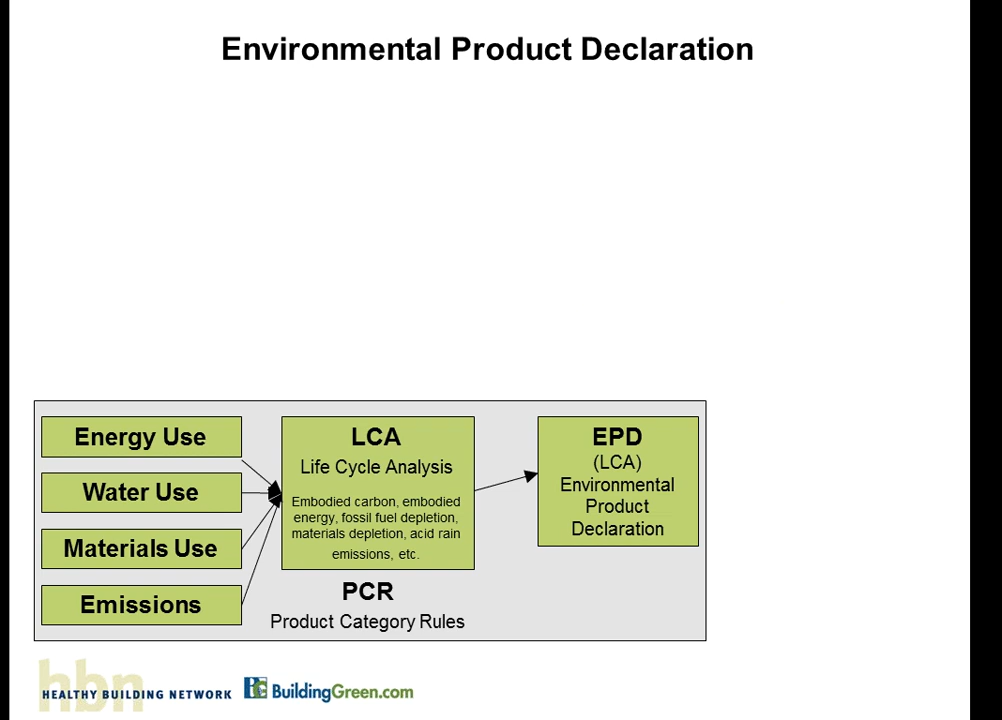 Environmental Product Declaration
Energy Use
Water Use
Materials Use
Emissions
LCA
Life Cycle Analysis
Embodied carbon, embodied
energy, fossil fuel depletion,
materials depletion, acid rain
emissions, etc.
PCR
Product Category Rules
EPD
(LCA)
Environmental
Product
Declaration
hbn
HEALTHY BUILDING NETWORK
BuildingGreen.com